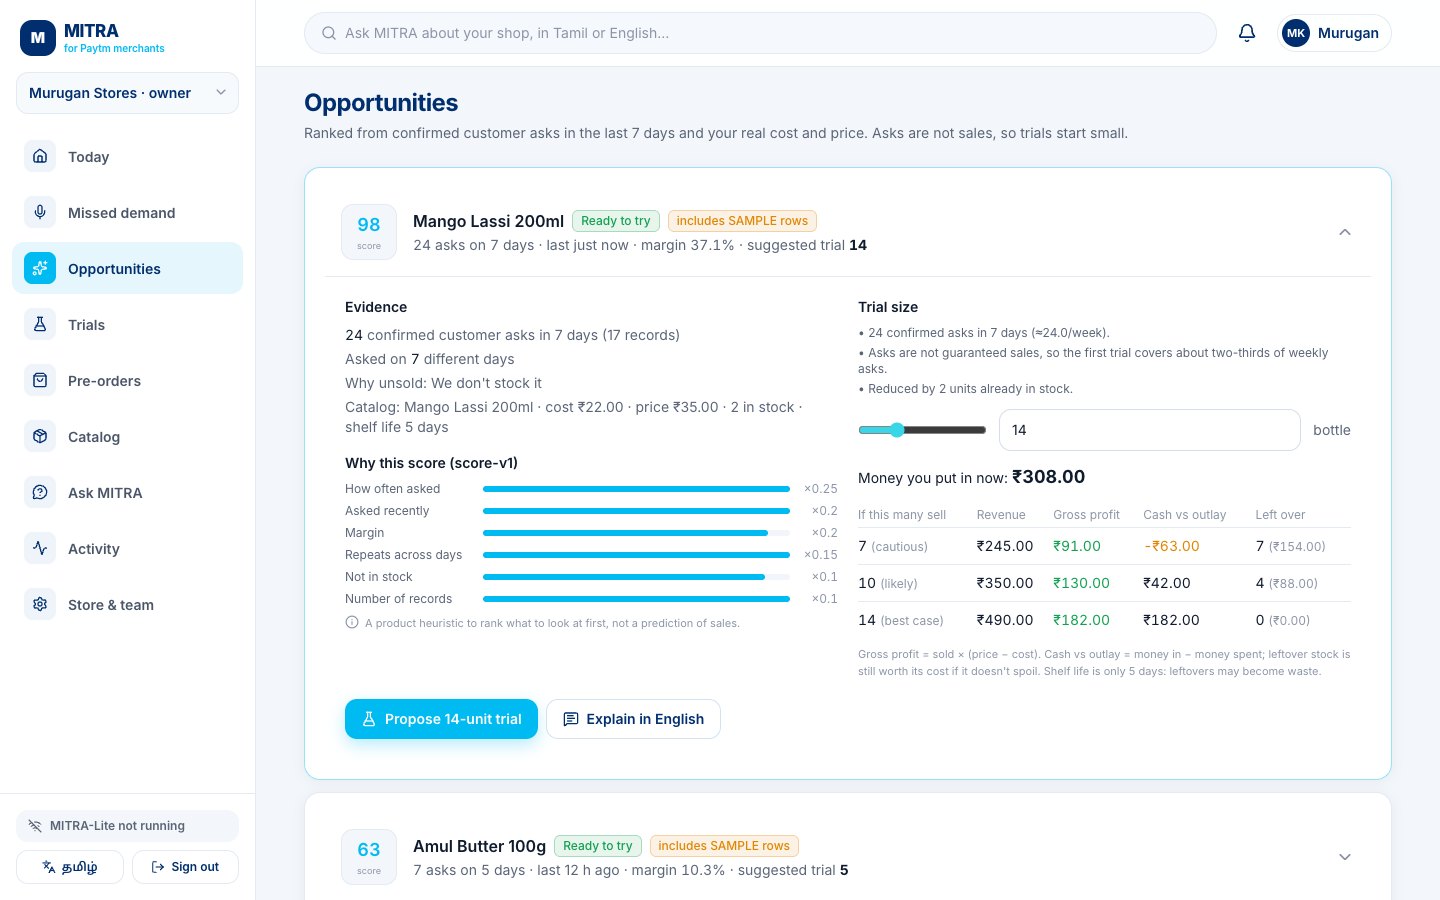 M MITRA
for Paytm merchants
Murugan Stores · owner
Today
Missed demand
Opportunities
Trials
Pre-orders
Catalog
Ask MITRA
Activity
Store & team
MITRA-Lite not running
தமிழ்
Sign out
Ask MITRA about your shop, in Tamil or English...
MK Murugan
Opportunities
Ranked from confirmed customer asks in the last 7 days and your real cost and price. Asks are not sales, so trials start small.
98 score
Mango Lassi 200ml Ready to try includes SAMPLE rows
24 asks on 7 days · last just now · margin 37.1% · suggested trial 14
Evidence
24 confirmed customer asks in 7 days (17 records)
Asked on 7 different days
Why unsold: We don't stock it
Catalog: Mango Lassi 200ml · cost ₹22.00 · price ₹35.00 · 2 in stock ·
shelf life 5 days
Why this score (score-v1)
How often asked ×0.25
Asked recently ×0.2
Margin ×0.2
Repeats across days ×0.15
Not in stock ×0.1
Number of records ×0.1
A product heuristic to rank what to look at first, not a prediction of sales.
Trial size
• 24 confirmed asks in 7 days (≈24.0/week).
• Asks are not guaranteed sales, so the first trial covers about two-thirds of weekly
asks.
• Reduced by 2 units already in stock.
14 bottle
Money you put in now: ₹308.00
If this many sell Revenue Gross profit Cash vs outlay Left over
7 (cautious) ₹245.00 ₹91.00 -₹63.00 7 (₹154.00)
10 (likely) ₹350.00 ₹130.00 ₹42.00 4 (₹88.00)
14 (best case) ₹490.00 ₹182.00 ₹182.00 0 (₹0.00)
Gross profit = sold × (price − cost). Cash vs outlay = money in − money spent; leftover stock is
still worth its cost if it doesn't spoil. Shelf life is only 5 days: leftovers may become waste.
Propose 14-unit trial
Explain in English
63 score
Amul Butter 100g Ready to try includes SAMPLE rows
7 asks on 5 days · last 12 h ago · margin 10.3% · suggested trial 5